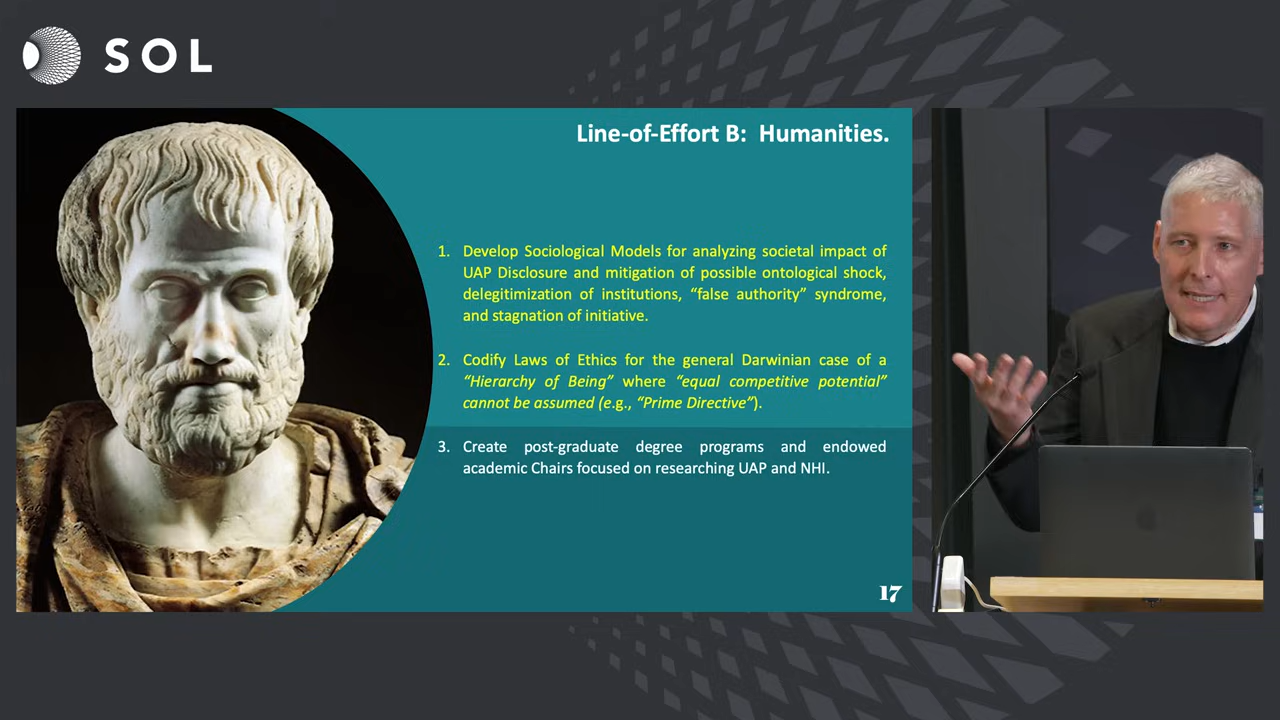 SOL
Line-of-Effort B: Humanities.
1. Develop Sociological Models for analyzing societal impact of
UAP Disclosure and mitigation of possible ontological shock,
delegitimization of institutions, “false authority” syndrome,
and stagnation of initiative.
2. Codify Laws of Ethics for the general Darwinian case of a
“Hierarchy of Being” where “equal competitive potential”
cannot be assumed (e.g., “Prime Directive”).
3. Create post-graduate degree programs and endowed
academic Chairs focused on researching UAP and NHI.
17